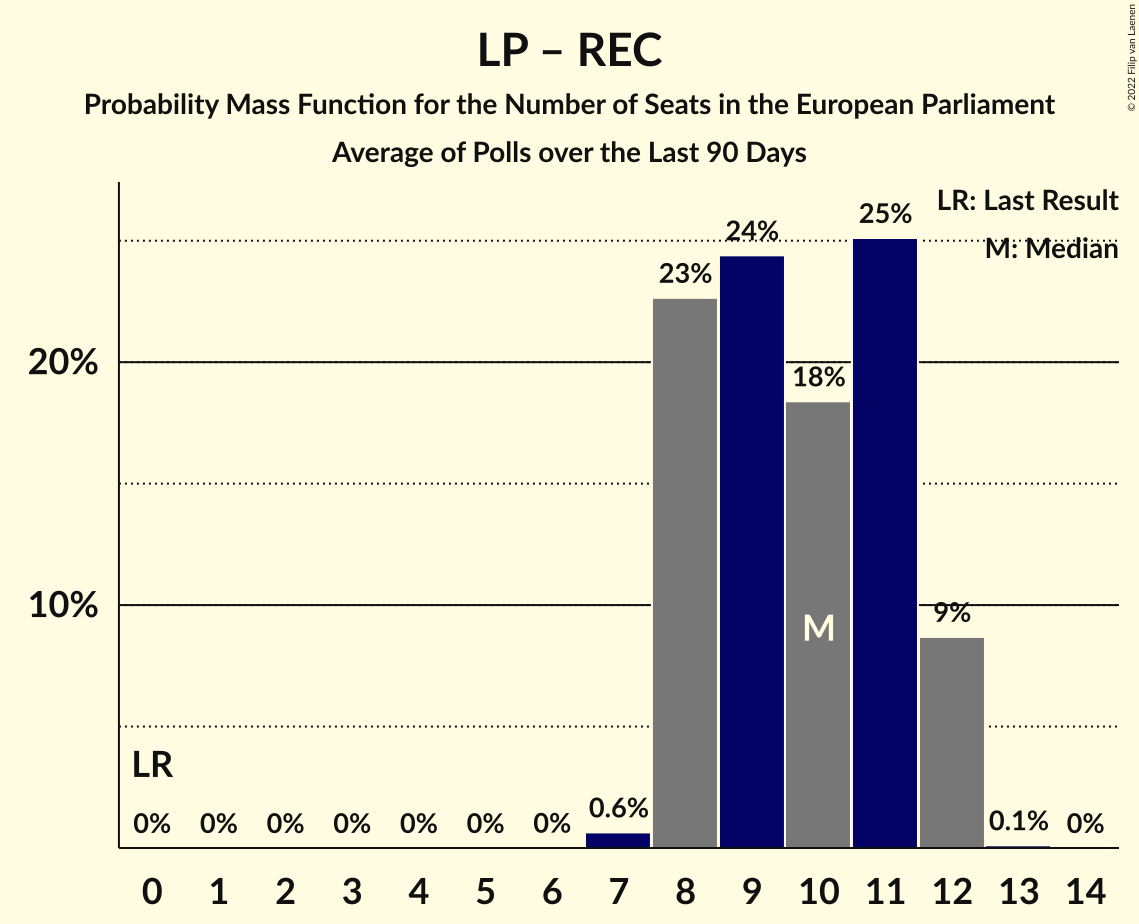 © 2022 Filip van Laenen
LP – REC
Probability Mass Function for the Number of Seats in the European Parliament
Average of Polls over the Last 90 Days
LR: Last Result
M: Median
25%
24%
23%
20%
18%
10%
9%
M
LR
0% 0% 0% 0% 0% 0% 0% 0.6% 0.1% 0%
0 1 2 3 4 5 6 7 8 9 10 11 12 13 14